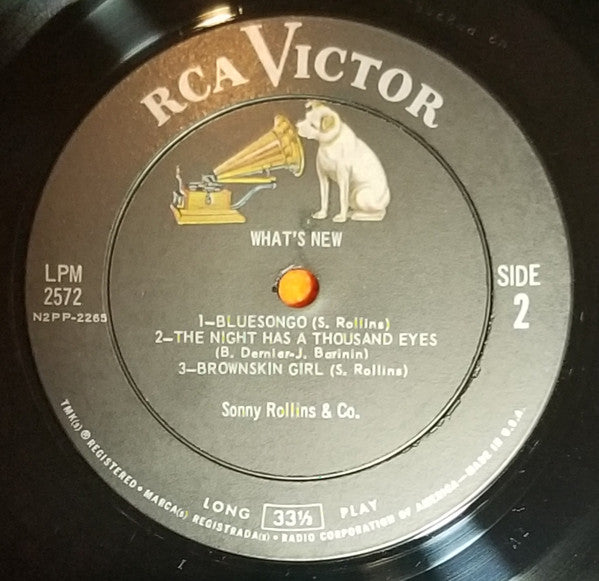 RCA VICTOR
WHAT'S NEW
LPM
2572
N2PP-2265
SIDE
2
1—BLUESONGO (S. Rollins)
2—THE NIGHT HAS A THOUSAND EYES
(B. Dernier-J. Barinin)
3—BROWNSKIN GIRL (S. Rollins)
Sonny Rollins & Co.
LONG 33⅓ PLAY
TMK(s) ® REGISTERED • MARCA(s) REGISTRADA(s) • RADIO CORPORATION OF AMERICA—MADE IN U.S.A.